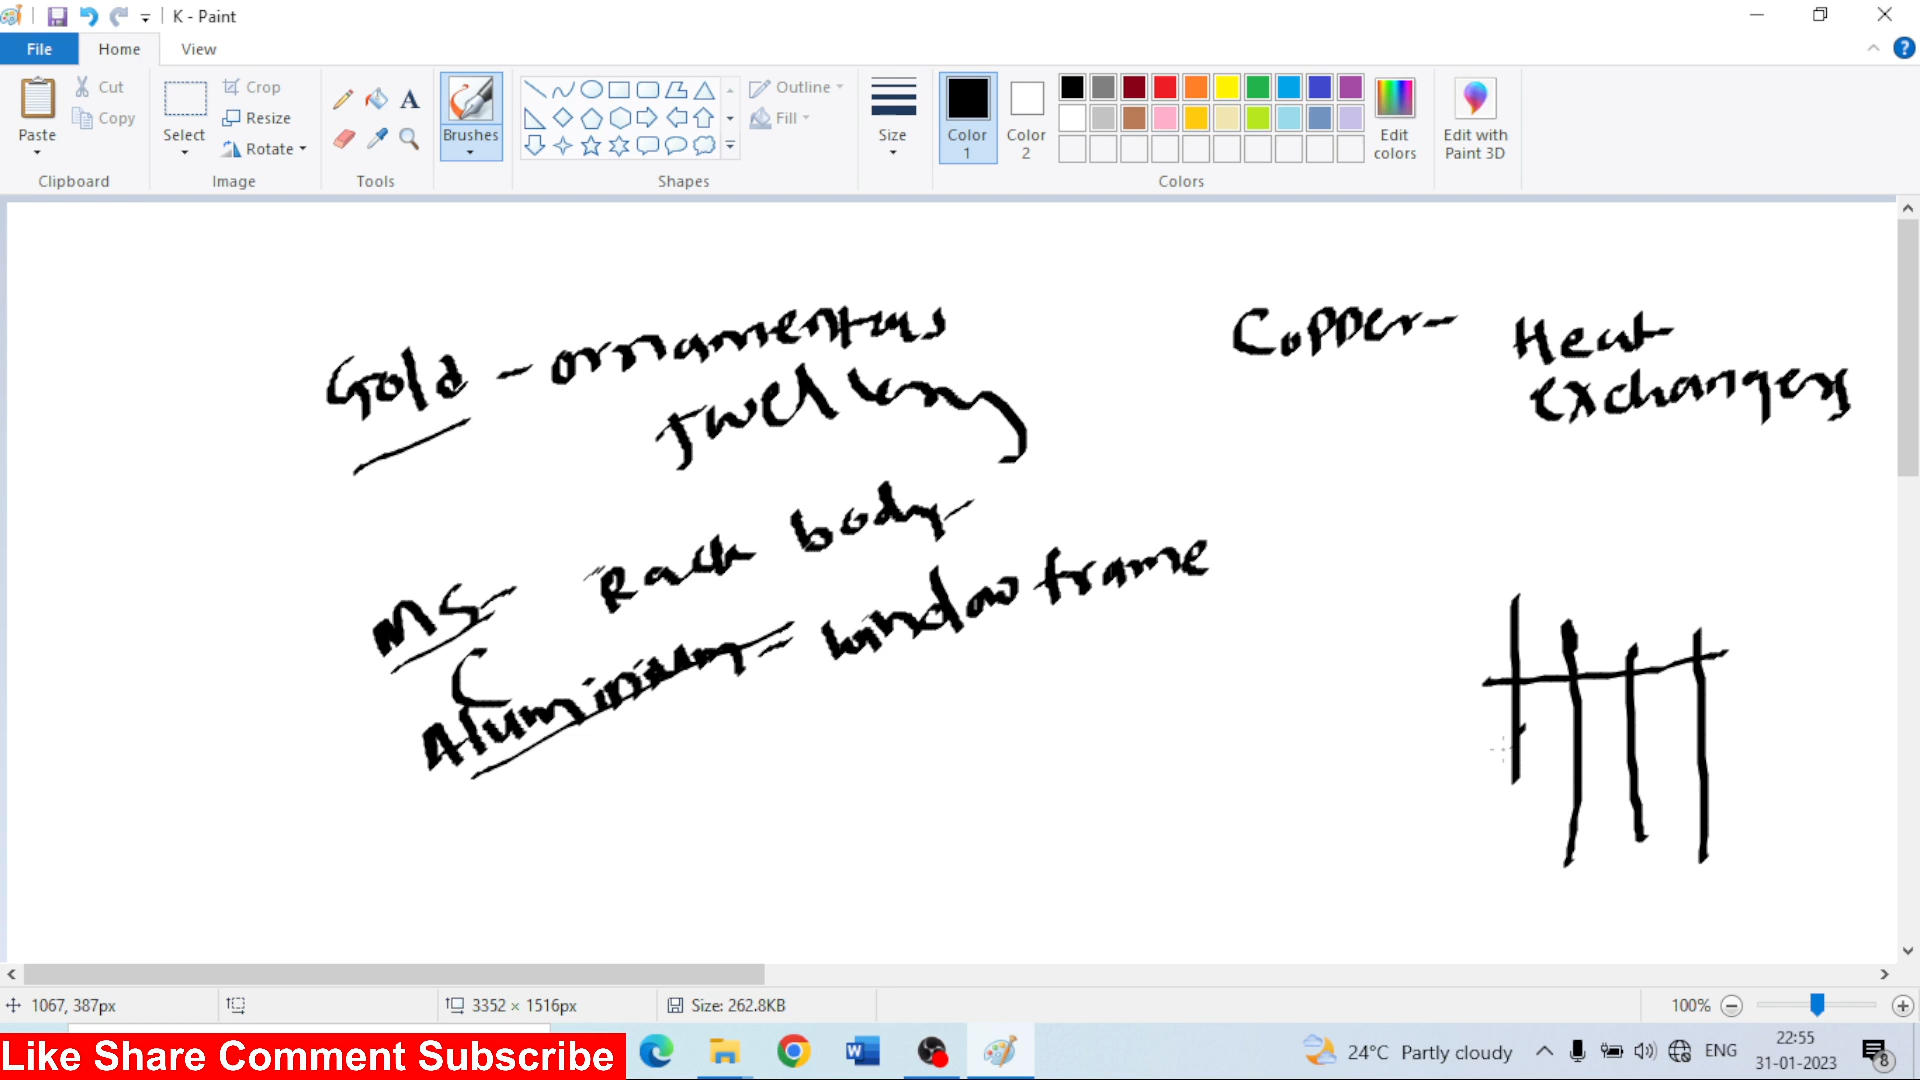 K - Paint
File Home View
Paste Cut Copy Select Crop Resize Rotate Brushes Outline Fill Size Color 1 Color 2 Edit colors Edit with Paint 3D
Clipboard Image Tools Shapes Colors
Gold - ornamentus
Jwellery
Copper- Heat
exchangers
MS- Rack body
Aluminium = window frame
1067, 387px 3352 × 1516px Size: 262.8KB 100%
Like Share Comment Subscribe
24°C Partly cloudy ENG 22:55
31-01-2023 8